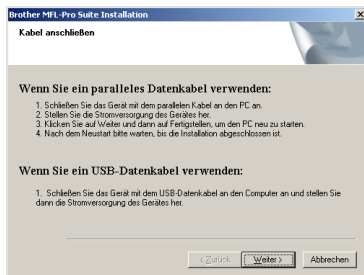 Brother MFL-Pro Suite Installation
Kabel anschließen
Wenn Sie ein paralleles Datenkabel verwenden:
1. Schließen Sie das Gerät mit dem parallelen Kabel an den PC an.
2. Stellen Sie die Stromversorgung des Gerätes her.
3. Klicken Sie auf Weiter und dann auf Fertigstellen, um den PC neu zu starten.
4. Nach dem Neustart bitte warten, bis die Installation abgeschlossen ist.
Wenn Sie ein USB-Datenkabel verwenden:
1. Schließen Sie das Gerät mit dem USB-Datenkabel an den Computer an und stellen Sie
dann die Stromversorgung des Gerätes her.
< Zurück Weiter > Abbrechen